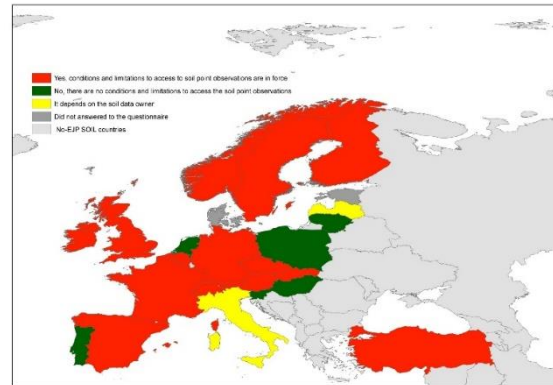 Yes, conditions and limitations to access to soil point observations are in force
No, there are no conditions and limitations to access the soil point observations
It depends on the soil data owner
Did not answered to the questionnaire
No-EJP SOIL countries